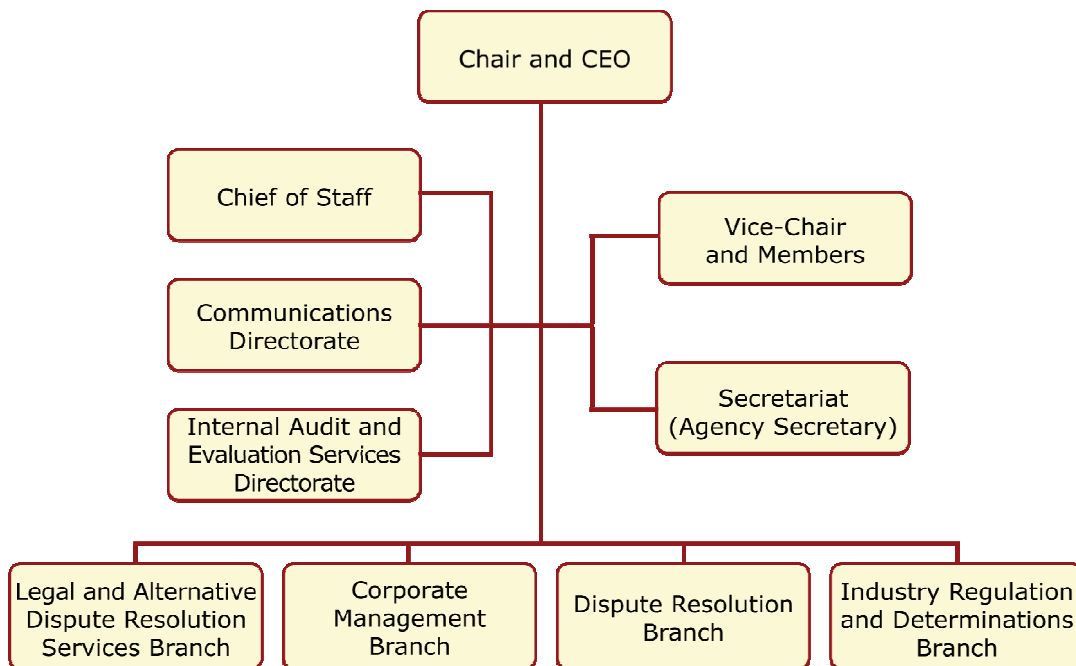 Chair and CEO
Chief of Staff
Vice-Chair
and Members
Communications
Directorate
Secretariat
(Agency Secretary)
Internal Audit and
Evaluation Services
Directorate
Legal and Alternative
Dispute Resolution
Services Branch
Corporate
Management
Branch
Dispute Resolution
Branch
Industry Regulation
and Determinations
Branch